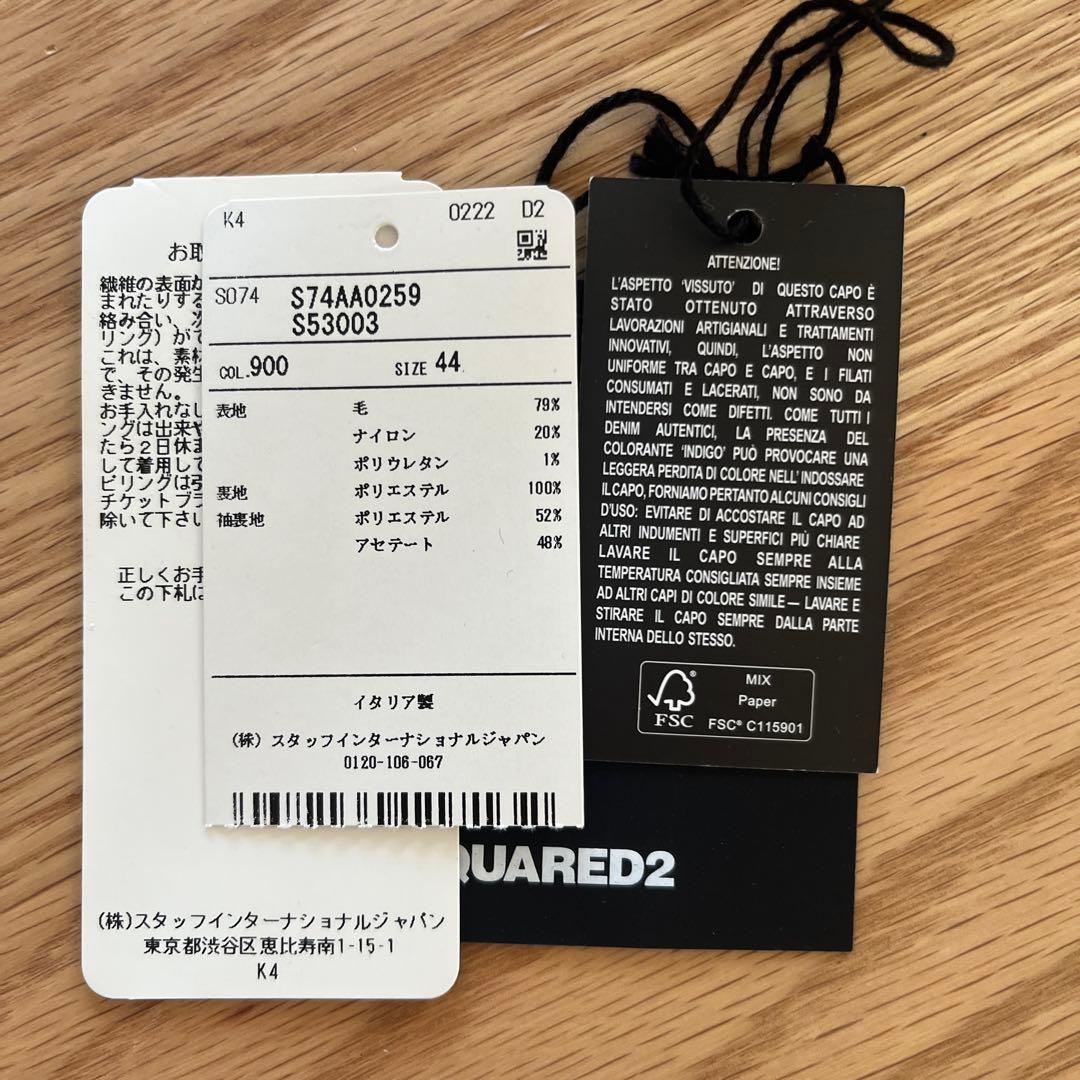 お取
繊維の表面が
まれたりする
絡み合い、次
リング）がで
これは、素材
で、その発生
きません。
お手入れなし
ングは出来や
たら２日休ま
して着用して
ピリングは引
チケットブラ
除いて下さい
正しくお手
この下札は
(株)スタッフインターナショナルジャパン
東京都渋谷区恵比寿南1-15-1
K4
K4 0222 D2
S074 S74AA0259
S53003
COL.900 SIZE 44
表地 毛 79%
ナイロン 20%
ポリウレタン 1%
裏地 ポリエステル 100%
袖裏地 ポリエステル 52%
アセテート 48%
イタリア製
(株) スタッフインターナショナルジャパン
0120-106-067
ATTENZIONE!
L'ASPETTO 'VISSUTO' DI QUESTO CAPO È
STATO OTTENUTO ATTRAVERSO
LAVORAZIONI ARTIGIANALI E TRATTAMENTI
INNOVATIVI, QUINDI, L'ASPETTO NON
UNIFORME TRA CAPO E CAPO, E I FILATI
CONSUMATI E LACERATI, NON SONO DA
INTENDERSI COME DIFETTI. COME TUTTI I
DENIM AUTENTICI, LA PRESENZA DEL
COLORANTE 'INDIGO' PUÒ PROVOCARE UNA
LEGGERA PERDITA DI COLORE NELL' INDOSSARE
IL CAPO, FORNIAMO PERTANTO ALCUNI CONSIGLI
D'USO: EVITARE DI ACCOSTARE IL CAPO AD
ALTRI INDUMENTI E SUPERFICI PIÙ CHIARE
LAVARE IL CAPO SEMPRE ALLA
TEMPERATURA CONSIGLIATA SEMPRE INSIEME
AD ALTRI CAPI DI COLORE SIMILE— LAVARE E
STIRARE IL CAPO SEMPRE DALLA PARTE
INTERNA DELLO STESSO.
FSC®
MIX
Paper
FSC® C115901
QUARED2